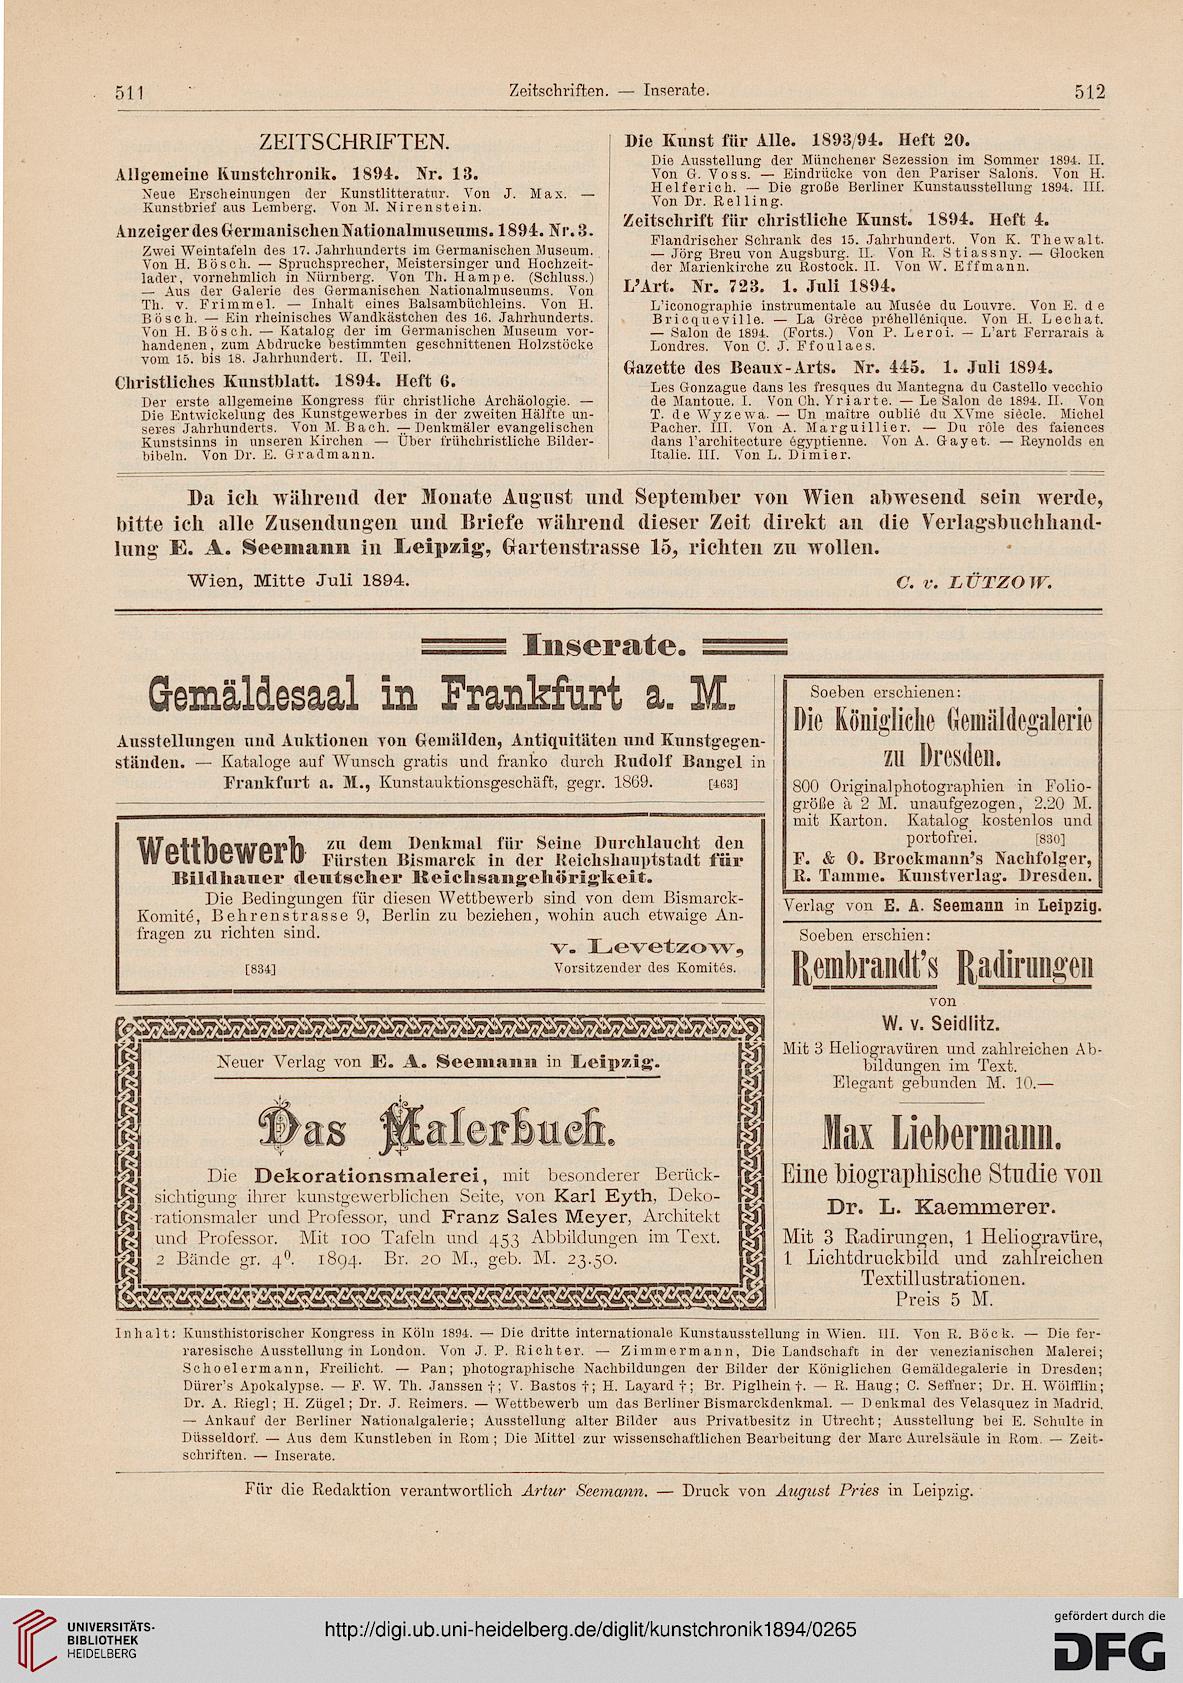 511
Zeitschriften. — Inserate.
512
ZEITSCHRIFTEN.
Allgemeine Kunstchronik. 1894. Nr. 13.
Neue Erscheinungen der Kunstlitteratur. Von J. Max. —
Kunstbrief aus Lemberg. Von M. Nirenstein.
Anzeiger des Germanischen Nationalmuseums. 1894. Nr. 3.
Zwei Weintafeln des 17. Jahrhunderts im Germanischen Museum.
Von H. Bösch. — Spruchsprecher, Meistersinger und Hochzeit-
lader, vornehmlich in Nürnberg. Von Th. Hampe. (Schluss.)
— Aus der Galerie des Germanischen Nationalmuseums. Von
Th. v. Frimmel. — Inhalt eines Balsambüchleins. Von H.
Bösch. — Ein rheinisches Wandkästchen des 16. Jahrhunderts.
Von H. Bösch. — Katalog der im Germanischen Museum vor-
handenen, zum Abdrucke bestimmten geschnittenen Holzstöcke
vom 15. bis 18. Jahrhundert. II. Teil.
Christliches Kunstblatt. 1894. Heft 6.
Der erste allgemeine Kongress für christliche Archäologie. —
Die Entwickelung des Kunstgewerbes in der zweiten Hälfte un-
seres Jahrhunderts. Von M. Bach. — Denkmäler evangelischen
Kunstsinns in unseren Kirchen — Über frühchristliche Bilder-
bibeln. Von Dr. E. Gradmann.
Die Kunst für Alle. 1893/94. Heft 20.
Die Ausstellung der Münchener Sezession im Sommer 1894. II.
Von G. Voss. — Eindrücke von den Pariser Salons. Von H.
Helferich. — Die große Berliner Kunstausstellung 1894. III.
Von Dr. Relling.
Zeitschrift für christliche Kunst. 1894. Heft 4.
Flandrischer Schrank des 15. Jahrhundert. Von K. Thewalt.
— Jörg Breu von Augsburg. II. Von R. Stiassny. — Glocken
der Marienkirche zu Rostock. II. Von W. Effmann.
L'Art. Nr. 723. 1. Juli 1894.
L'iconographie instrumentale au Musée du Louvre. Von E. de
Bricqueville. — La Grèce préhellénique. Von H. Lechat.
— Salon de 1894. (Forts.) Von P. Leroi. — L'art Ferrarais à
Londres. Von C. J. Ffoulaes.
Gazette des Beaux-Arts. Nr. 445. 1. Juli 1894.
Les Gonzague dans les fresques du Mantegna du Castello vecchio
de Mantoue. I. Von Ch. Yriarte. — Le Salon de 1894. II. Von
T. de Wyzewa. — Un maître oublié du XVme siècle. Michel
Pacher. III. Von A. Marguillier. — Du rôle des faiences
dans l'architecture égyptienne. Von A. Gayet. — Reynolds en
Italie. III. Von L. Dimier.
Da ich während der Monate August und September von Wien abwesend sein werde,
bitte ich alle Zusendungen und Briefe während dieser Zeit direkt an die Verlagsbuchhand-
lung E. A. Seemann in Leipzig, Gartenstrasse 15, richten zu wollen.
Wien, Mitte Juli 1894.
C. v. LÜTZOW.
Inserate.
Gemäldesaal in Frankfurt a. M.
Ausstellungen und Auktionen von Gemälden, Antiquitäten und Kunstgegen-
ständen. — Kataloge auf Wunsch gratis und franko durch Rudolf Bangel in
Frankfurt a. M., Kunstauktionsgeschäft, gegr. 1869. [463]
Wettbewerb zu dem Denkmal für Seine Durchlaucht den
Fürsten Bismarck in der Reichshauptstadt für
Bildhauer deutscher Reichsangehörigkeit.
Die Bedingungen für diesen Wettbewerb sind von dem Bismarck-
Komité, Behrenstrasse 9, Berlin zu beziehen, wohin auch etwaige An-
fragen zu richten sind.
v. Levetzow,
[834] Vorsitzender des Komités.
Neuer Verlag von E. A. Seemann in Leipzig.
Das Malerbuch.
Die Dekorationsmalerei, mit besonderer Berück-
sichtigung ihrer kunstgewerblichen Seite, von Karl Eyth, Deko-
rationsmaler und Professor, und Franz Sales Meyer, Architekt
und Professor. Mit 100 Tafeln und 453 Abbildungen im Text.
2 Bände gr. 4⁰. 1894. Br. 20 M., geb. M. 23.50.
Soeben erschienen:
Die Königliche Gemäldegalerie
zu Dresden.
800 Originalphotographien in Folio-
größe à 2 M. unaufgezogen, 2.20 M.
mit Karton. Katalog kostenlos und
portofrei. [830]
F. & O. Brockmann's Nachfolger,
R. Tamme. Kunstverlag. Dresden.
Verlag von E. A. Seemann in Leipzig.
Soeben erschien:
Rembrandt's Radirungen
von
W. v. Seidlitz.
Mit 3 Heliogravüren und zahlreichen Ab-
bildungen im Text.
Elegant gebunden M. 10.—
Max Liebermann.
Eine biographische Studie von
Dr. L. Kaemmerer.
Mit 3 Radirungen, 1 Heliogravüre,
1 Lichtdruckbild und zahlreichen
Textillustrationen.
Preis 5 M.
Inhalt: Kunsthistorischer Kongress in Köln 1894. — Die dritte internationale Kunstausstellung in Wien. III. Von R. Böck. — Die fer-
raresische Ausstellung in London. Von J. P. Richter. — Zimmermann, Die Landschaft in der venezianischen Malerei;
Schoelermann, Freilicht. — Pan; photographische Nachbildungen der Bilder der Königlichen Gemäldegalerie in Dresden;
Dürer's Apokalypse. — F. W. Th. Janssen †; V. Bastos †; H. Layard †; Br. Piglhein †. — R. Haug; C. Seffner; Dr. H. Wölfflin;
Dr. A. Riegl; H. Zügel; Dr. J. Reimers. — Wettbewerb um das Berliner Bismarckdenkmal. — Denkmal des Velasquez in Madrid.
— Ankauf der Berliner Nationalgalerie; Ausstellung alter Bilder aus Privatbesitz in Utrecht; Ausstellung bei E. Schulte in
Düsseldorf. — Aus dem Kunstleben in Rom; Die Mittel zur wissenschaftlichen Bearbeitung der Marc Aurelsäule in Rom. — Zeit-
schriften. — Inserate.
Für die Redaktion verantwortlich Artur Seemann. — Druck von August Pries in Leipzig.
UNIVERSITÄTS-
BIBLIOTHEK
HEIDELBERG
http://digi.ub.uni-heidelberg.de/diglit/kunstchronik1894/0265
gefördert durch die
DFG